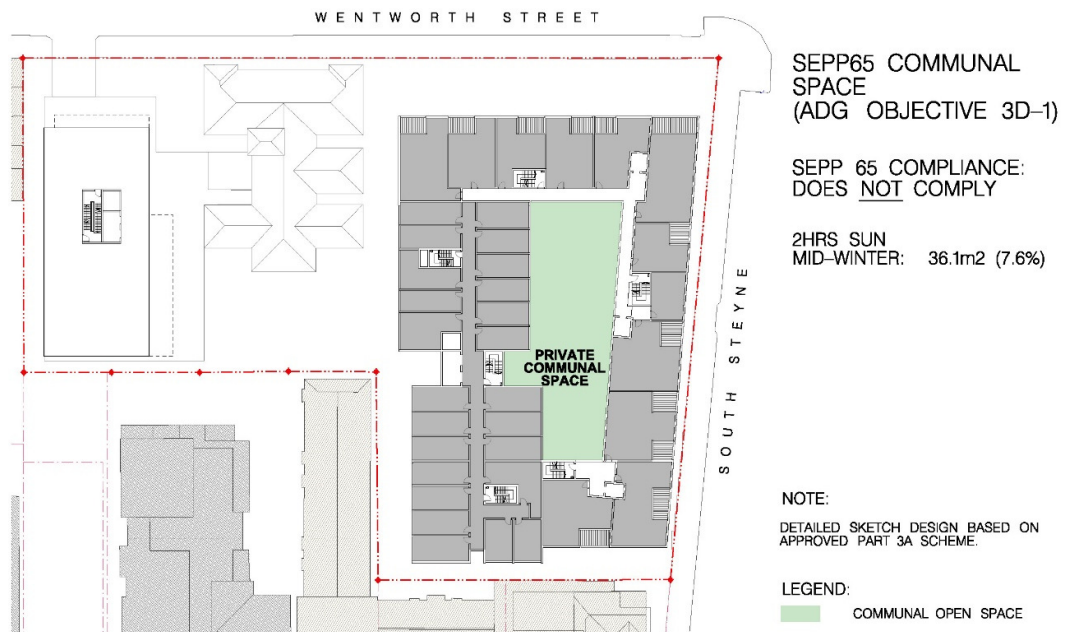 WENTWORTH STREET
SEPP65 COMMUNAL
SPACE
(ADG OBJECTIVE 3D-1)
SEPP 65 COMPLIANCE:
DOES NOT COMPLY
2HRS SUN
MID-WINTER: 36.1m2 (7.6%)
SOUTH STEYNE
PRIVATE
COMMUNAL
SPACE
NOTE:
DETAILED SKETCH DESIGN BASED ON
APPROVED PART 3A SCHEME.
LEGEND:
COMMUNAL OPEN SPACE